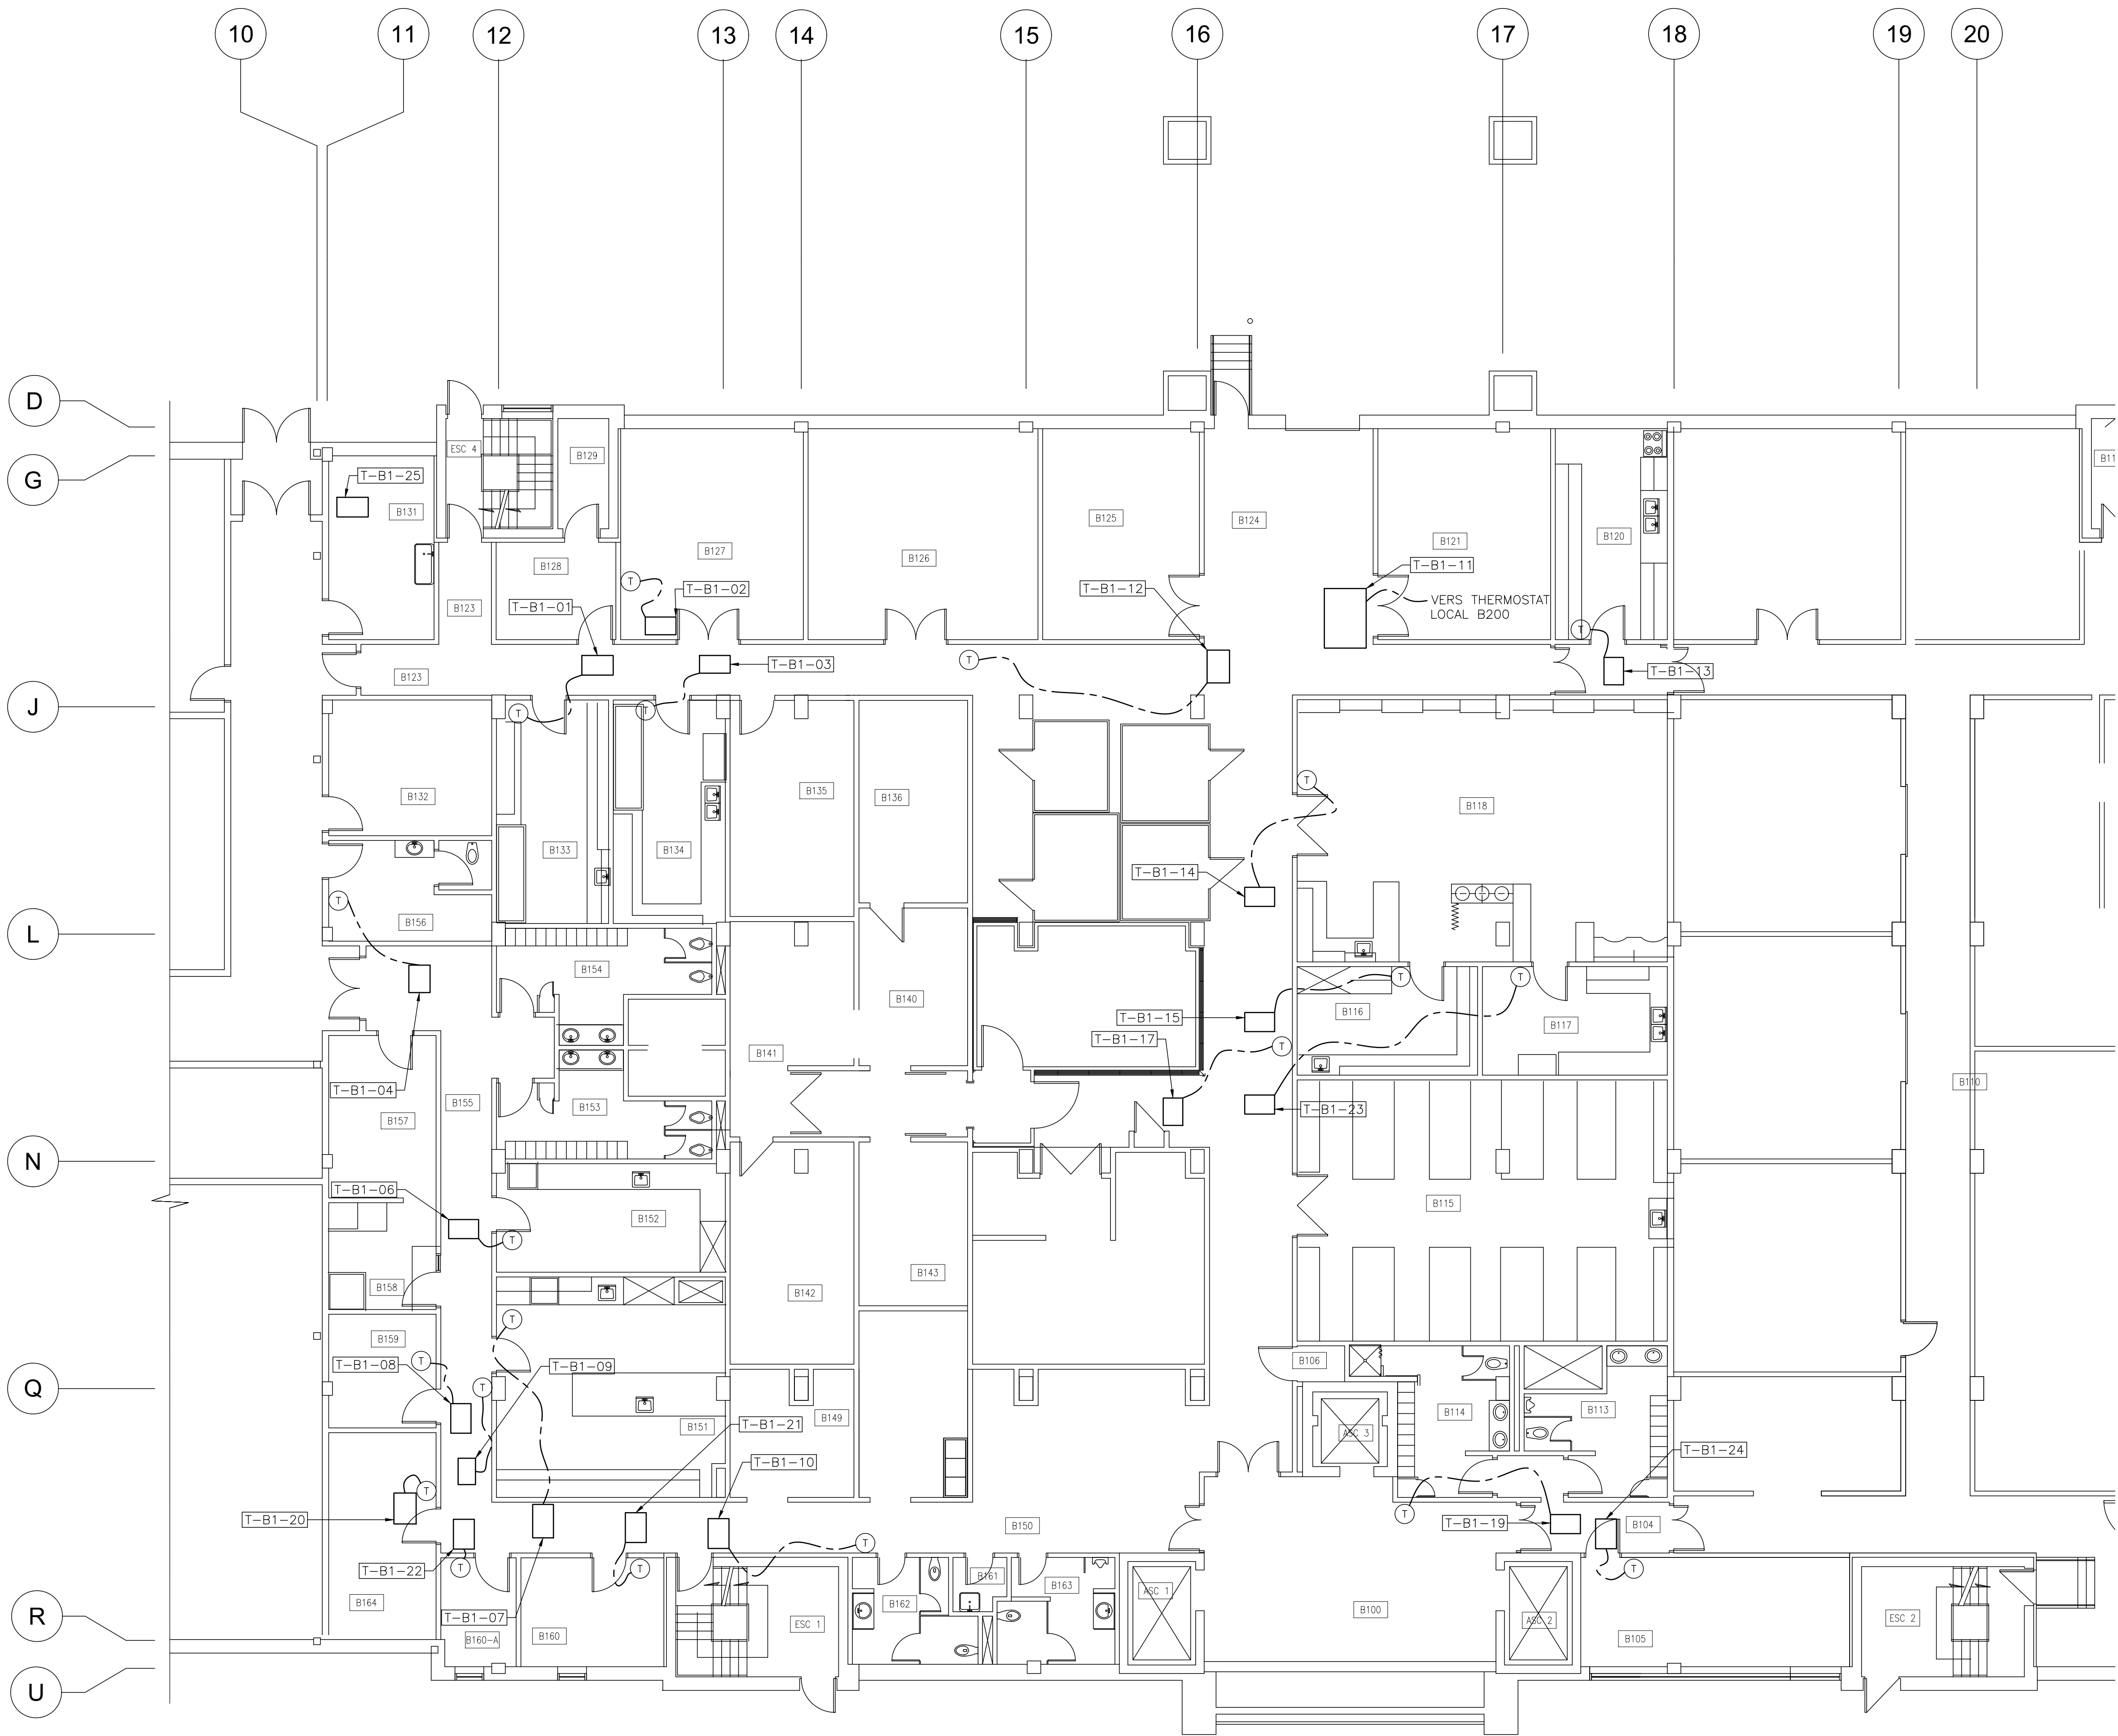 10
11
12
13
14
15
16
17
18
19
20
D
G
J
L
N
Q
R
U
ESC 4
B129
T-B1-25
B131
B127
B126
B125
B124
B121
B120
B11
B128
T-B1-01
T
T-B1-02
T-B1-12
T-B1-11
VERS THERMOSTAT
LOCAL B200
B123
T
B123
T-B1-03
T
T-B1-13
T
T
T
B132
B135
B136
B118
B133
B134
T-B1-14
T
B156
B154
B140
T
T
T-B1-15
B116
B117
T-B1-17
T
B141
T-B1-04
B155
B153
B157
T-B1-23
B110
T-B1-06
B152
T
B115
B143
B158
B142
T
B159
T-B1-08
T
T-B1-09
B106
T
B151
T-B1-21
B149
B114
B113
ASC 3
T-B1-24
T-B1-10
T
T-B1-20
T
T-B1-19
B104
B150
T
T-B1-22
T
T
T
B161
B163
B162
ASC 1
ASC 2
B164
T-B1-07
B160-A
B160
ESC 1
B100
B105
ESC 2